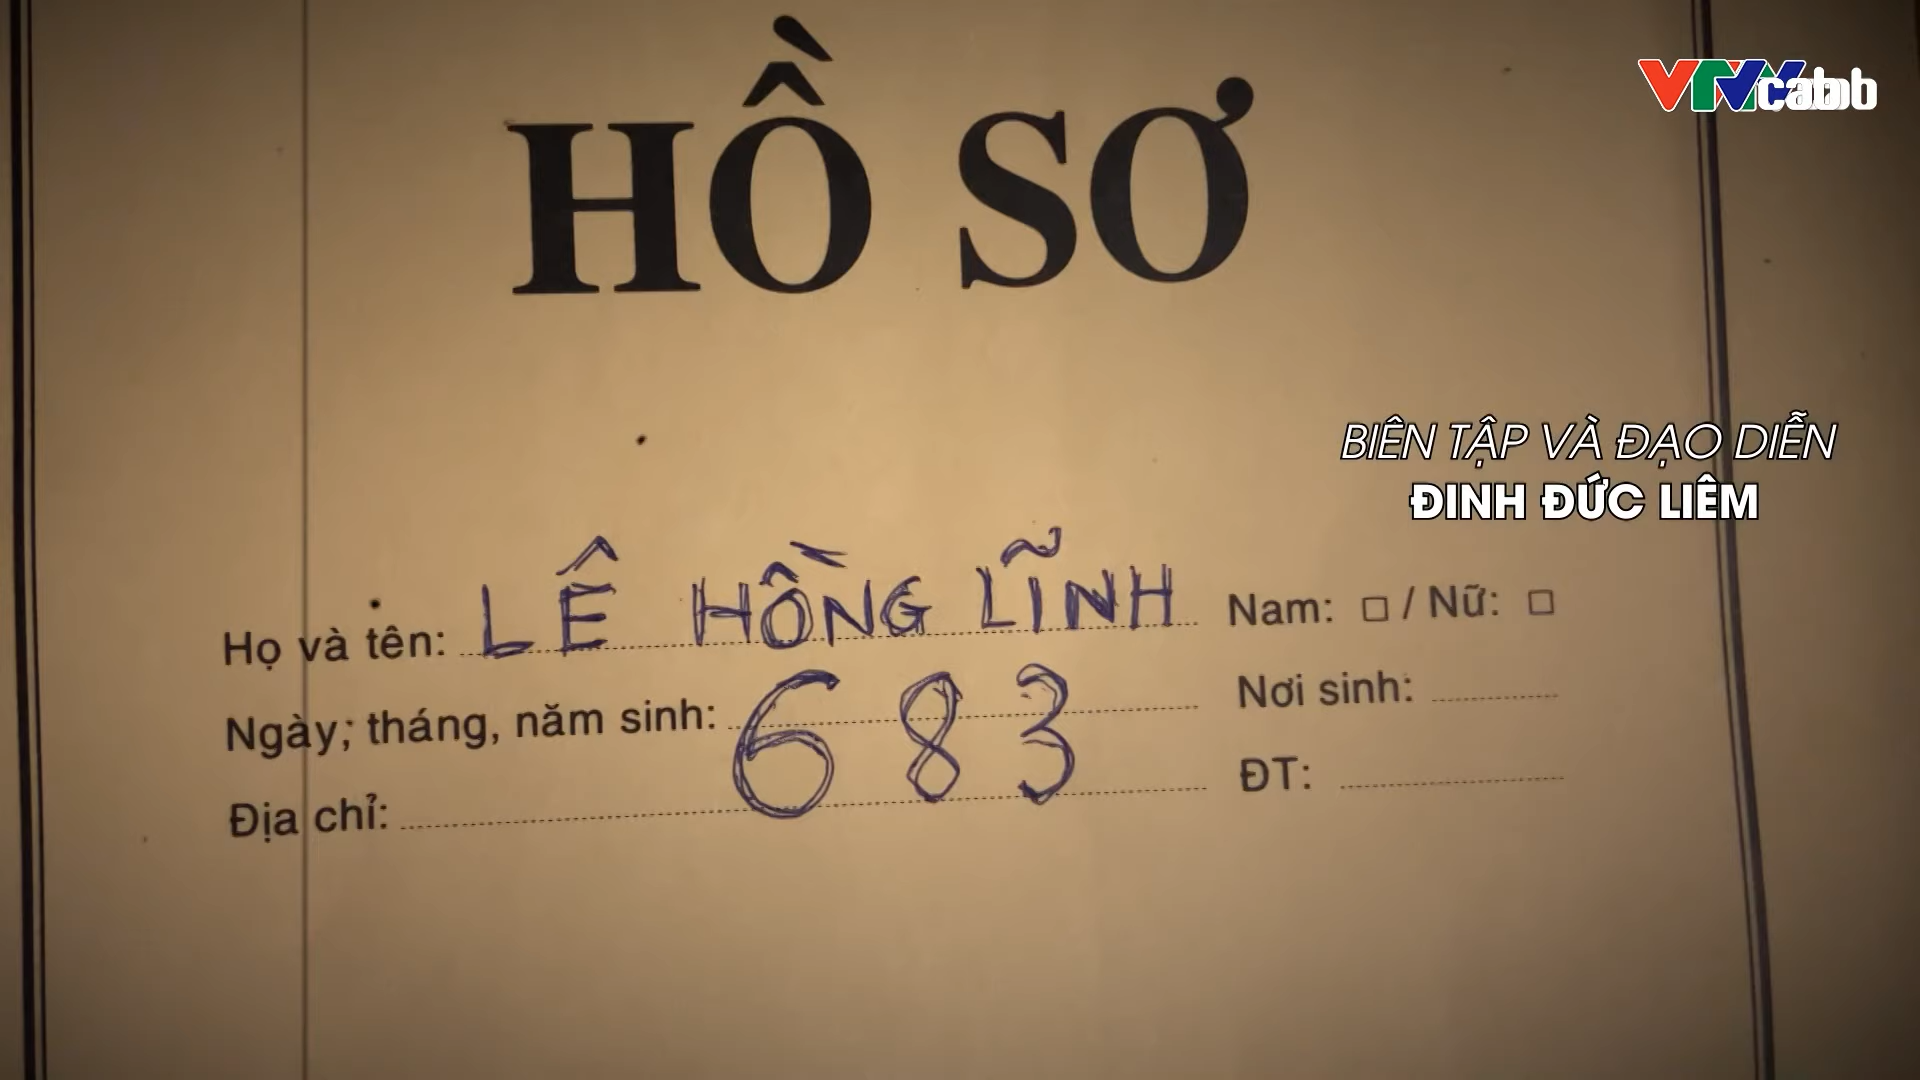 HỒ SƠ
VTVcab
BIÊN TẬP VÀ ĐẠO DIỄN
ĐINH ĐỨC LIÊM
Họ và tên: LÊ HỒNG LĨNH Nam: □ / Nữ: □
Ngày, tháng, năm sinh: Nơi sinh:
683
Địa chỉ: ĐT: